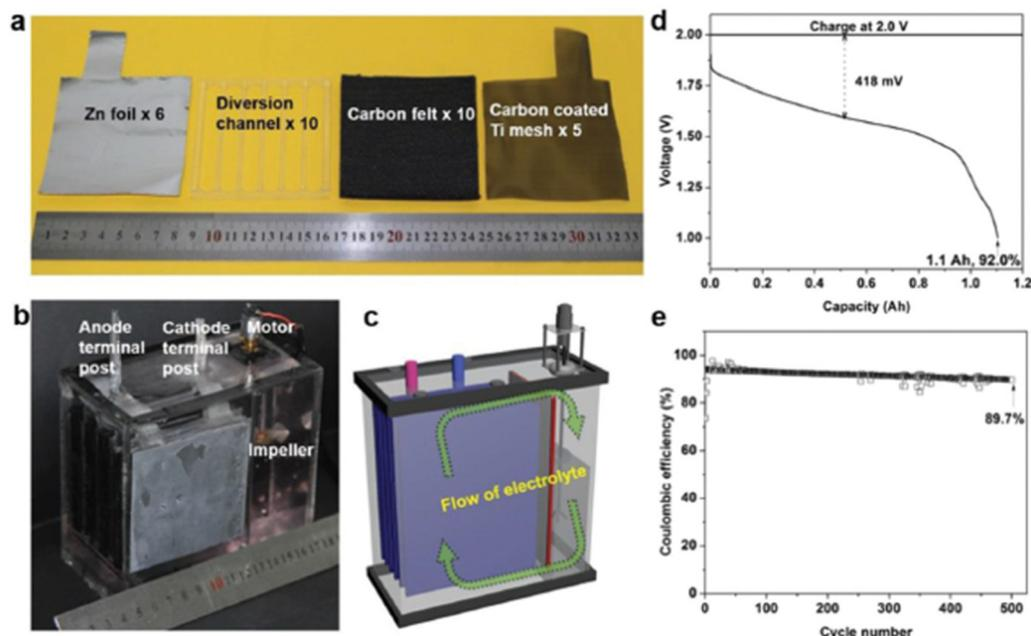 a
Zn foil x 6
Diversion
channel x 10
Carbon felt x 10
Carbon coated
Ti mesh x 5
1 2 3 4 5 6 7 8 9 10 11 12 13 14 15 16 17 18 19 20 21 22 23 24 25 26 27 28 29 30 31 32 33
b
Anode
terminal
post
Cathode
terminal
post
Motor
Impeller
10
c
Flow of electrolyte
d
Charge at 2.0 V
418 mV
1.1 Ah, 92.0%
Voltage (V)
2.00
1.75
1.50
1.25
1.00
0.0 0.2 0.4 0.6 0.8 1.0 1.2
Capacity (Ah)
e
Coulombic efficiency (%)
100
80
60
40
20
0
89.7%
0 100 200 300 400 500
Cycle number